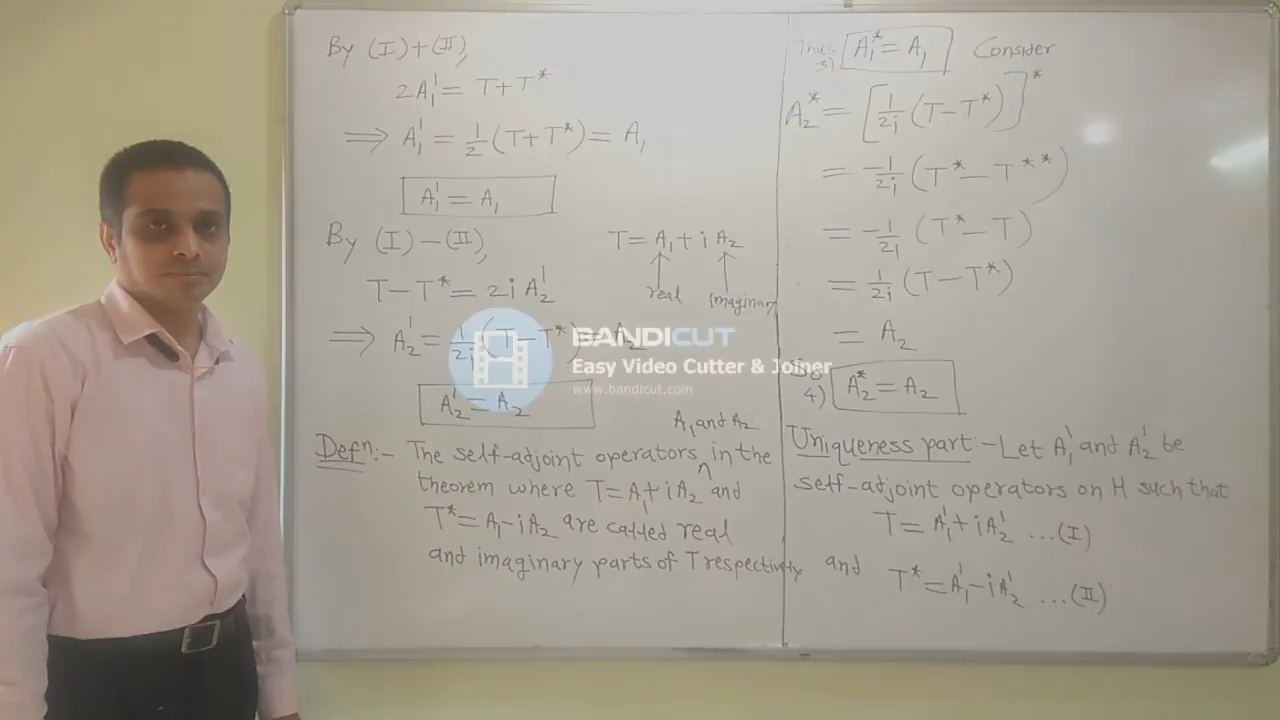 By (I)+(II),
2A₁' = T+T*
⟹ A₁' = 1/2 (T+T*) = A₁
A₁' = A₁
By (I)-(II),
T = A₁+iA₂
real imaginary
T-T* = 2iA₂'
⟹ A₂' = 1/2i (T-T*) = A₂
A₂' = A₂
A₁ and A₂
Defⁿ:- The self-adjoint operators in the
theorem where T=A₁+iA₂ and
T*=A₁-iA₂ are called real
and imaginary parts of T respectively
Thus
3) A₁* = A₁ Consider
A₂* = [1/2i (T-T*)]*
= -1/2i (T*-T**)
= -1/2i (T*-T)
= 1/2i (T-T*)
= A₂
So
4) A₂* = A₂
Uniqueness part:- Let A₁' and A₂' be
self-adjoint operators on H such that
T = A₁'+iA₂' ...(I)
and T* = A₁'-iA₂' ...(II)
BANDICUT
Easy Video Cutter & Joiner
www.bandicut.com